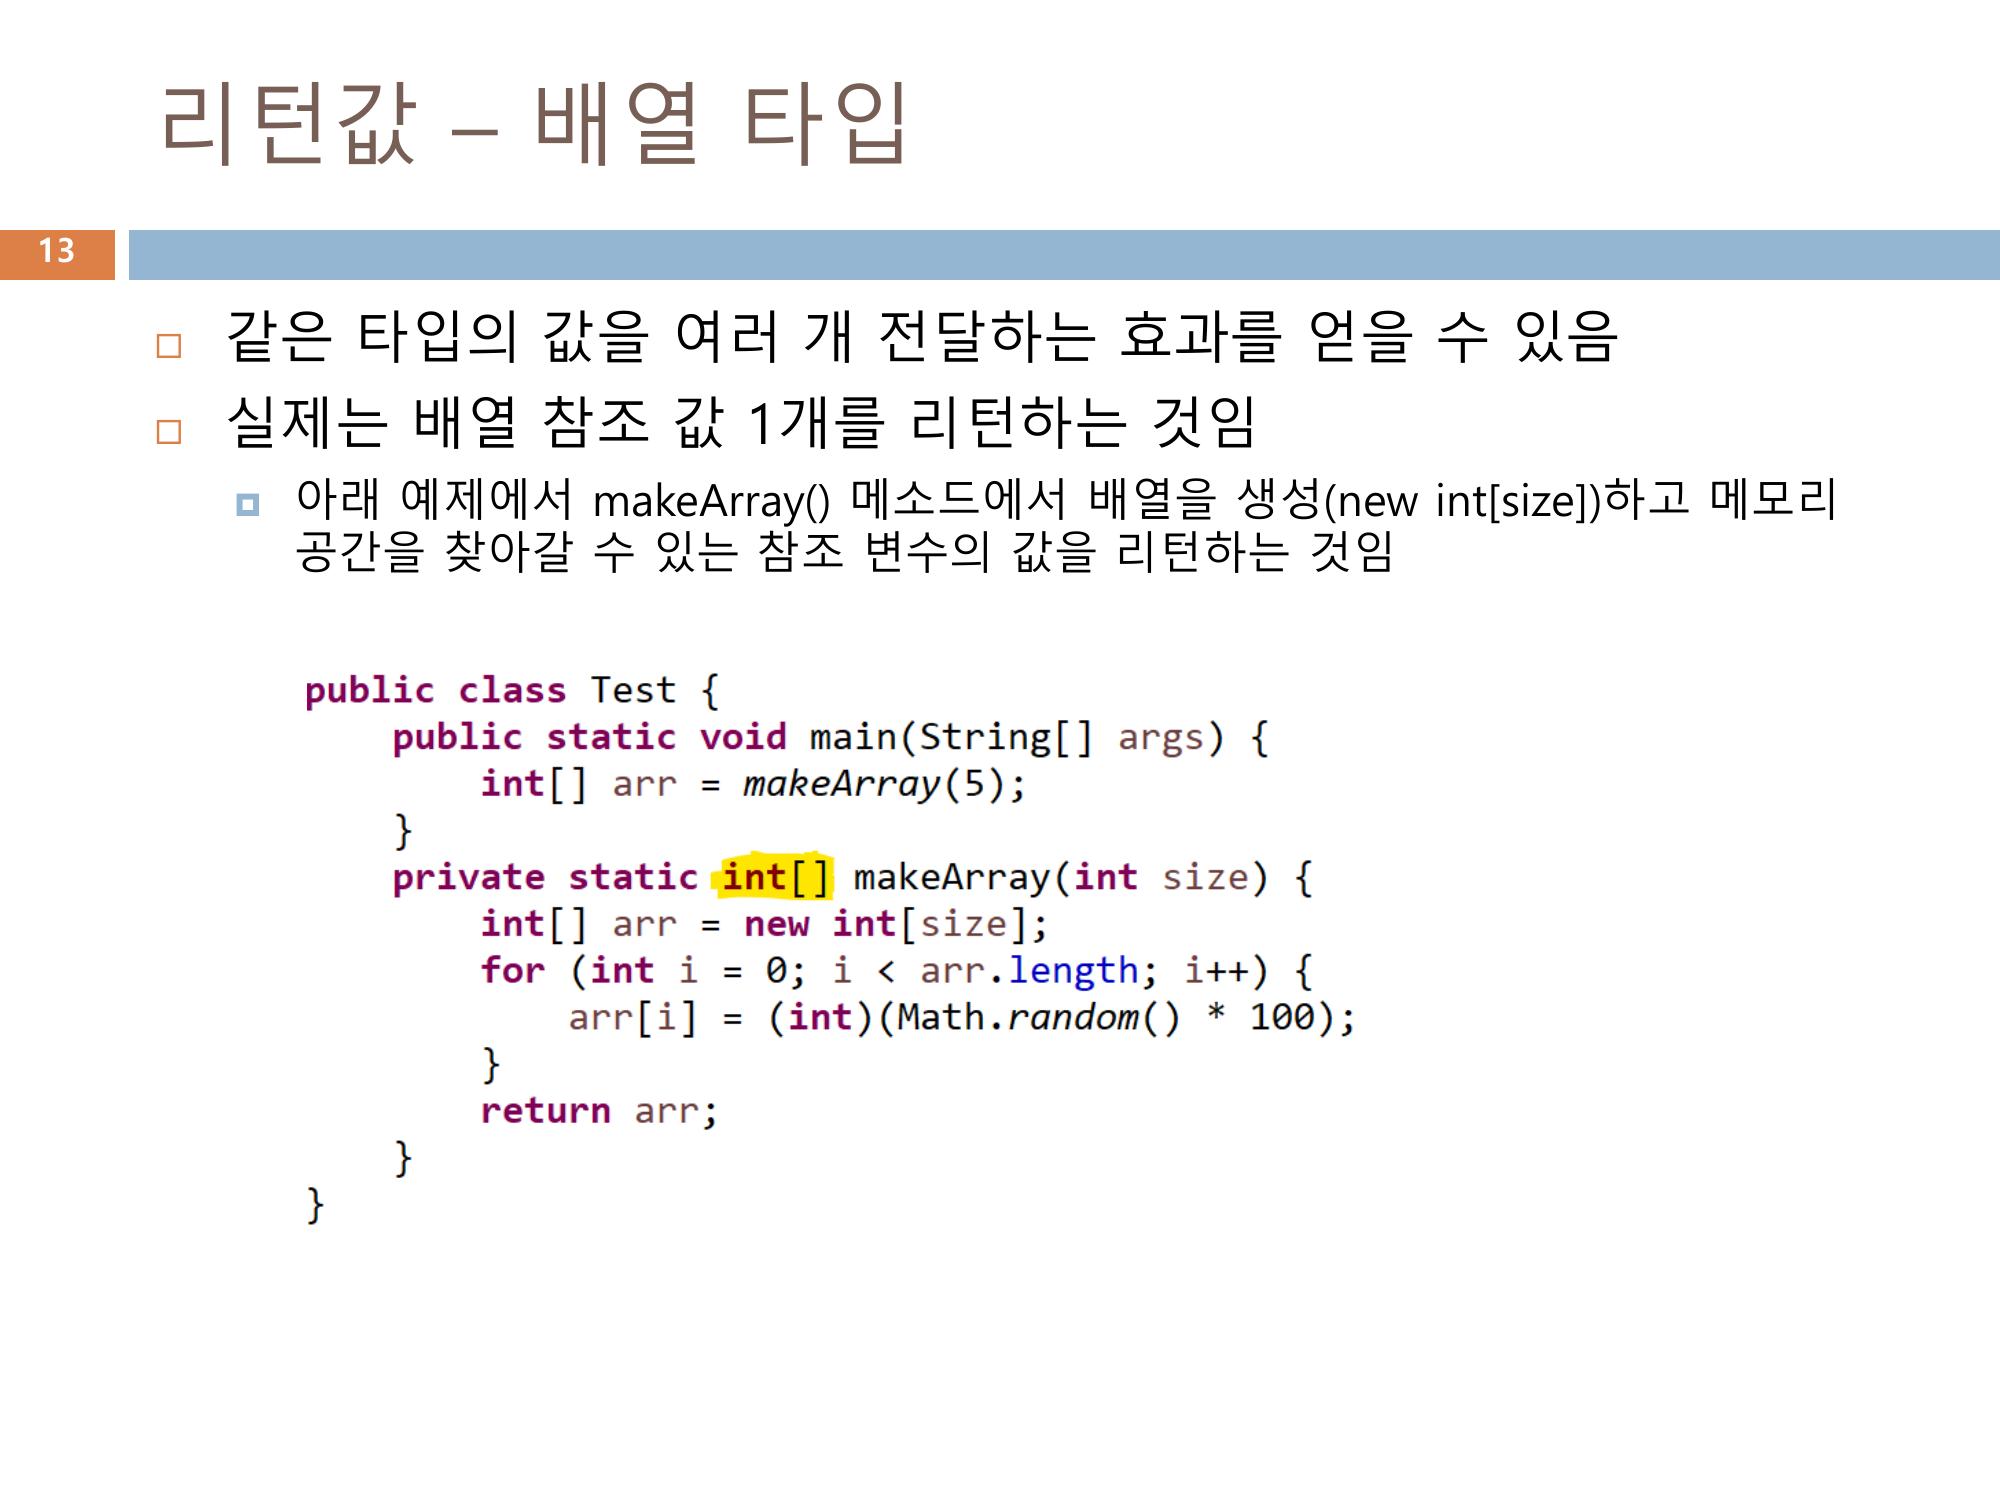 리턴값 – 배열 타입
13
같은 타입의 값을 여러 개 전달하는 효과를 얻을 수 있음
실제는 배열 참조 값 1개를 리턴하는 것임
아래 예제에서 makeArray() 메소드에서 배열을 생성(new int[size])하고 메모리
공간을 찾아갈 수 있는 참조 변수의 값을 리턴하는 것임
public class Test {
    public static void main(String[] args) {
        int[] arr = makeArray(5);
    }
    private static int[] makeArray(int size) {
        int[] arr = new int[size];
        for (int i = 0; i < arr.length; i++) {
            arr[i] = (int)(Math.random() * 100);
        }
        return arr;
    }
}